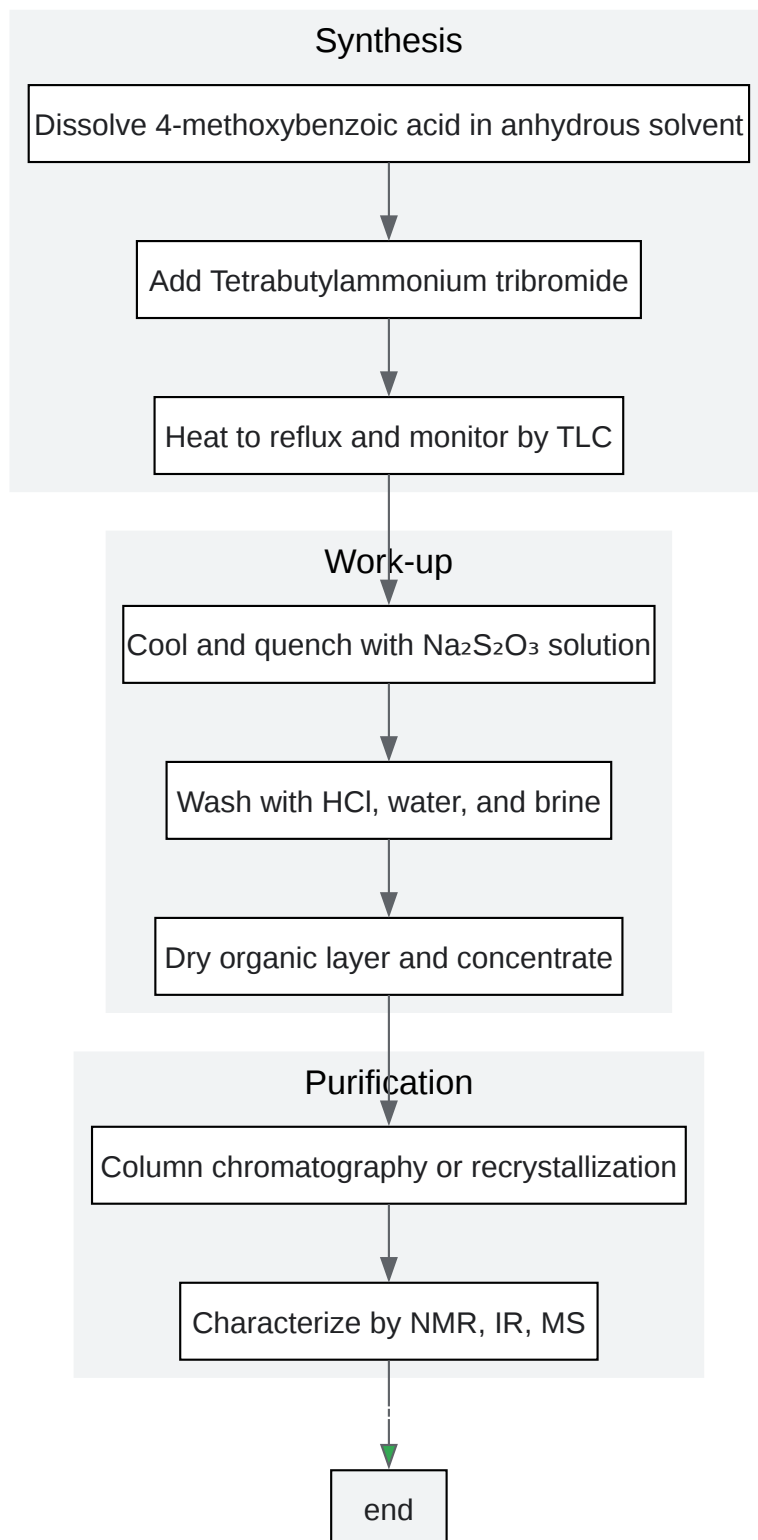 Synthesis
Dissolve 4-methoxybenzoic acid in anhydrous solvent
Add Tetrabutylammonium tribromide
Heat to reflux and monitor by TLC
Work-up
Cool and quench with Na₂S₂O₃ solution
Wash with HCl, water, and brine
Dry organic layer and concentrate
Purification
Column chromatography or recrystallization
Characterize by NMR, IR, MS
end